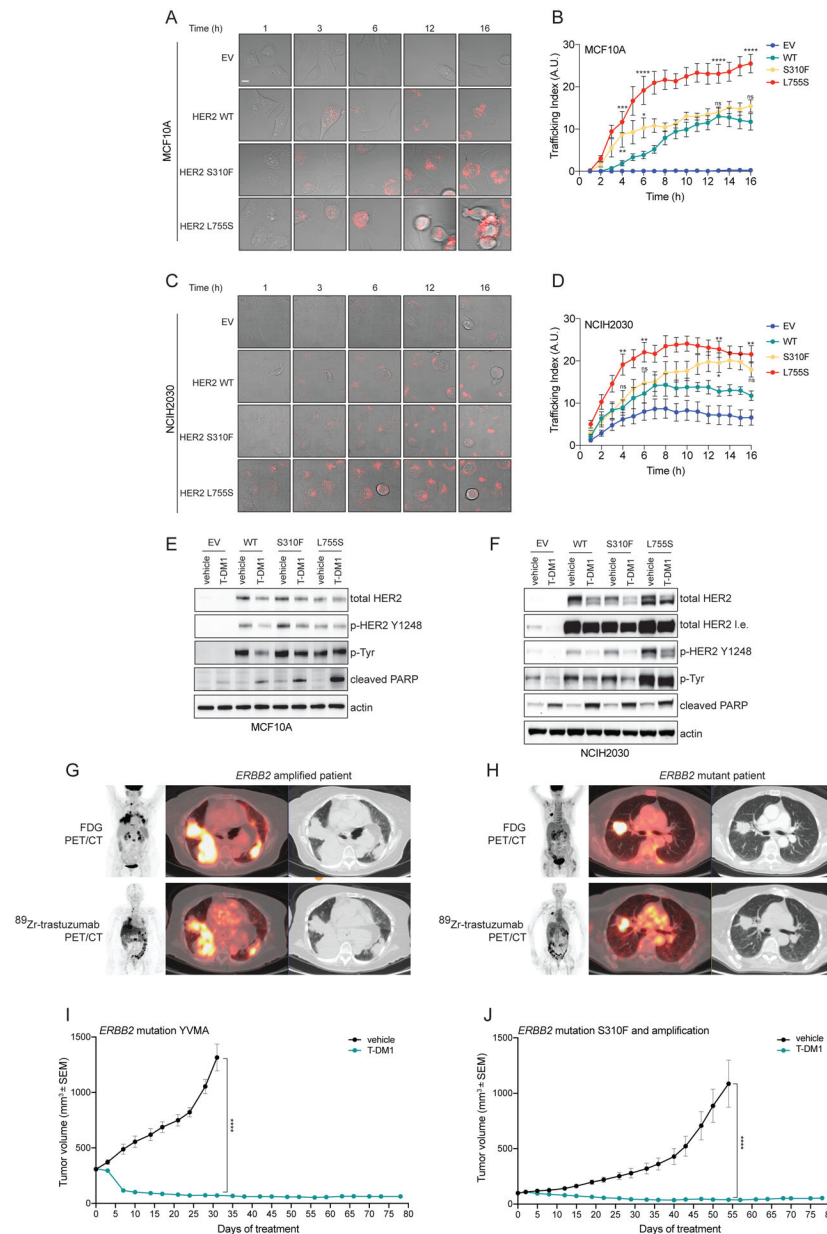 A
Time (h) 1 3 6 12 16
MCF10A
EV
HER2 WT
HER2 S310F
HER2 L755S
B
MCF10A
Trafficking Index (A.U.)
30
20
10
0
**** **** ****
*** * ns ns
**
EV
WT
S310F
L755S
1 2 4 6 8 10 12 14 16
Time (h)
C
Time (h) 1 3 6 12 16
NCIH2030
EV
HER2 WT
HER2 S310F
HER2 L755S
D
NCIH2030
Trafficking Index (A.U.)
40
30
20
10
0
** ** ** **
ns ns * ns
EV
WT
S310F
L755S
0 2 4 6 8 10 12 14 16
Time (h)
E
EV WT S310F L755S
vehicle T-DM1 vehicle T-DM1 vehicle T-DM1 vehicle T-DM1
total HER2
p-HER2 Y1248
p-Tyr
cleaved PARP
actin
MCF10A
F
EV WT S310F L755S
vehicle T-DM1 vehicle T-DM1 vehicle T-DM1 vehicle T-DM1
total HER2
total HER2 l.e.
p-HER2 Y1248
p-Tyr
cleaved PARP
actin
NCIH2030
G
ERBB2 amplified patient
FDG
PET/CT
89Zr-trastuzumab
PET/CT
H
ERBB2 mutant patient
FDG
PET/CT
89Zr-trastuzumab
PET/CT
I
ERBB2 mutation YVMA
vehicle
T-DM1
Tumor volume (mm3 ± SEM)
1500
1000
500
0
****
0 5 10 15 20 25 30 35 40 45 50 55 60 65 70 75 80
Days of treatment
J
ERBB2 mutation S310F and amplification
vehicle
T-DM1
Tumor volume (mm3 ± SEM)
1500
1000
500
0
****
0 5 10 15 20 25 30 35 40 45 50 55 60 65 70 75 80
Days of treatment